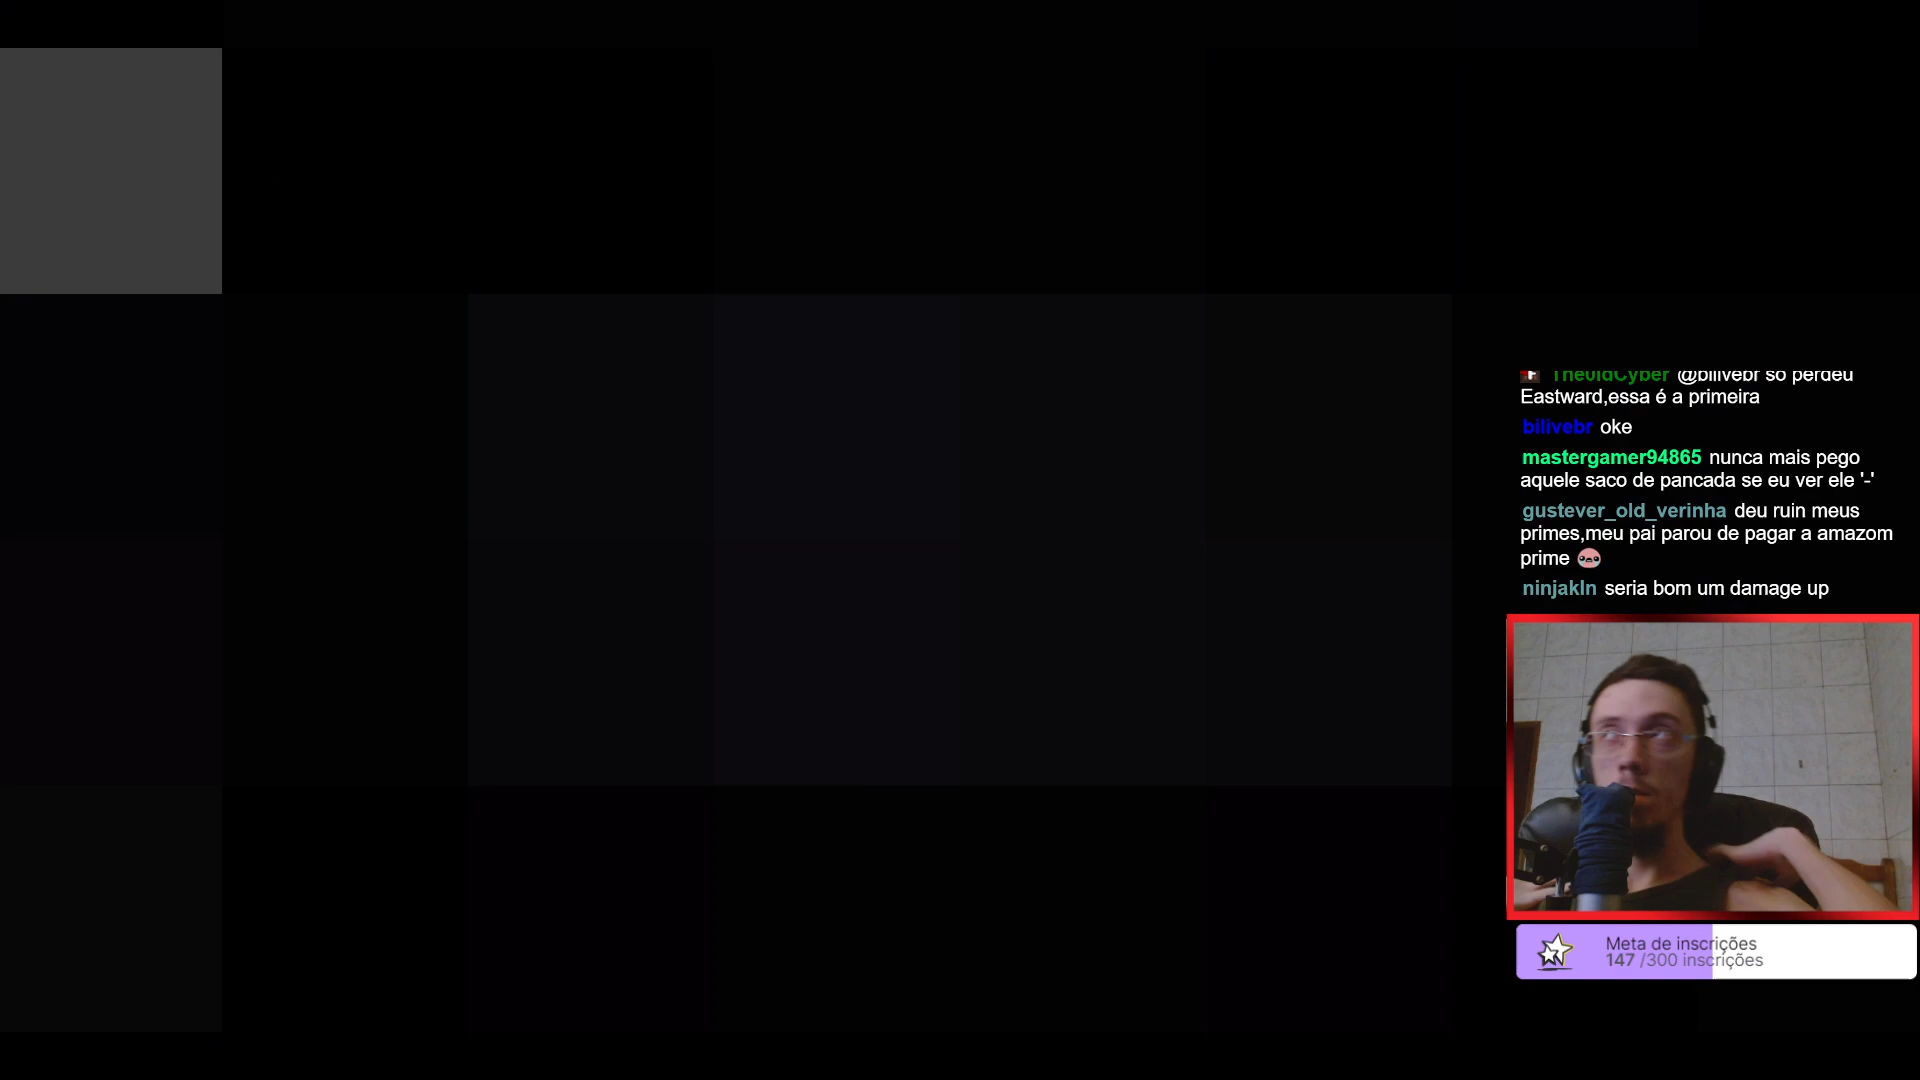 The0ldCyber @bilivebr so perdeu
Eastward,essa é a primeira
bilivebr oke
mastergamer94865 nunca mais pego
aquele saco de pancada se eu ver ele '-'
gustever_old_verinha deu ruin meus
primes,meu pai parou de pagar a amazom
prime
ninjakln seria bom um damage up
Meta de inscrições
147 /300 inscrições